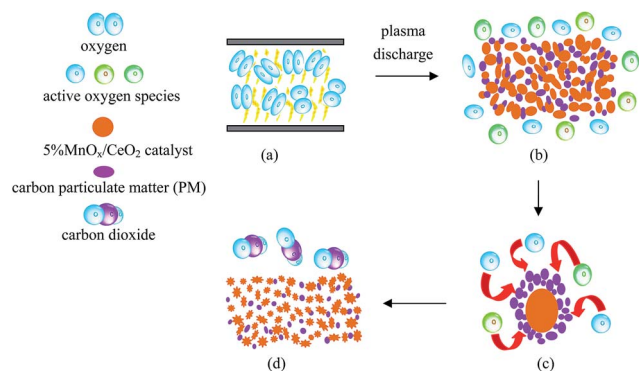 oxygen
active oxygen species
5%MnOₓ/CeO₂ catalyst
carbon particulate matter (PM)
carbon dioxide
plasma
discharge
(a)
(b)
(c)
(d)